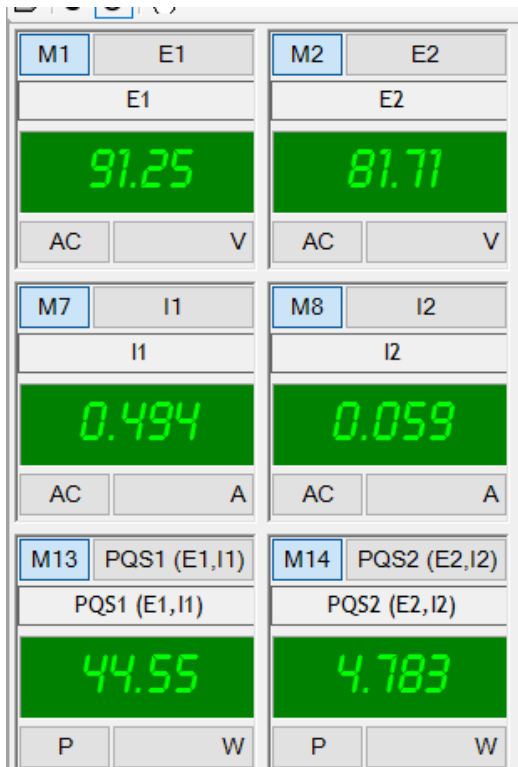 M1 E1 M2 E2
E1 E2
91.25 81.71
AC V AC V
M7 I1 M8 I2
I1 I2
0.494 0.059
AC A AC A
M13 PQS1 (E1,I1) M14 PQS2 (E2,I2)
PQS1 (E1,I1) PQS2 (E2,I2)
44.55 4.783
P W P W